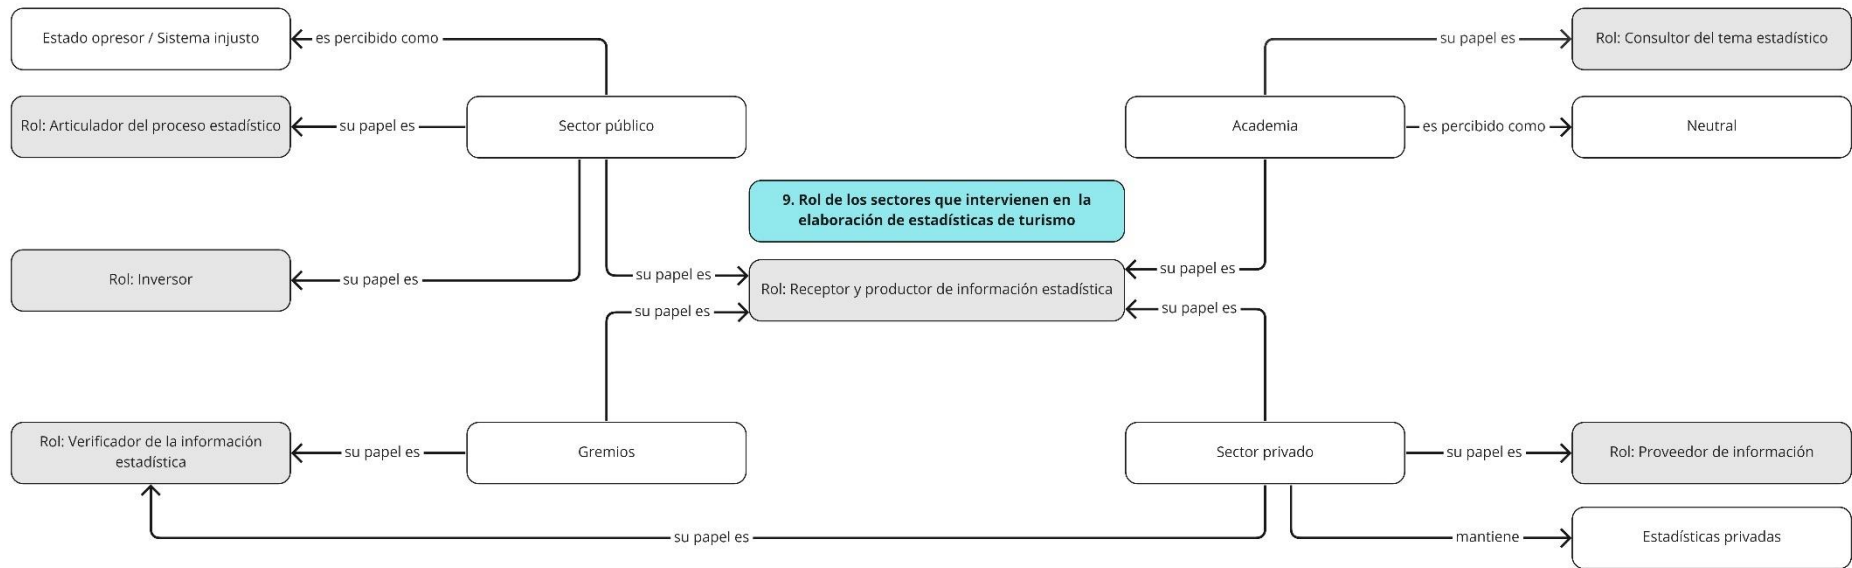 Estado opresor / Sistema injusto
es percibido como
su papel es
Rol: Consultor del tema estadístico
Rol: Articulador del proceso estadístico
su papel es
Sector público
Academia
es percibido como
Neutral
9. Rol de los sectores que intervienen en la
elaboración de estadísticas de turismo
Rol: Inversor
su papel es
su papel es
Rol: Receptor y productor de información estadística
su papel es
su papel es
su papel es
Rol: Verificador de la información
estadística
su papel es
Gremios
Sector privado
su papel es
Rol: Proveedor de información
su papel es
mantiene
Estadísticas privadas